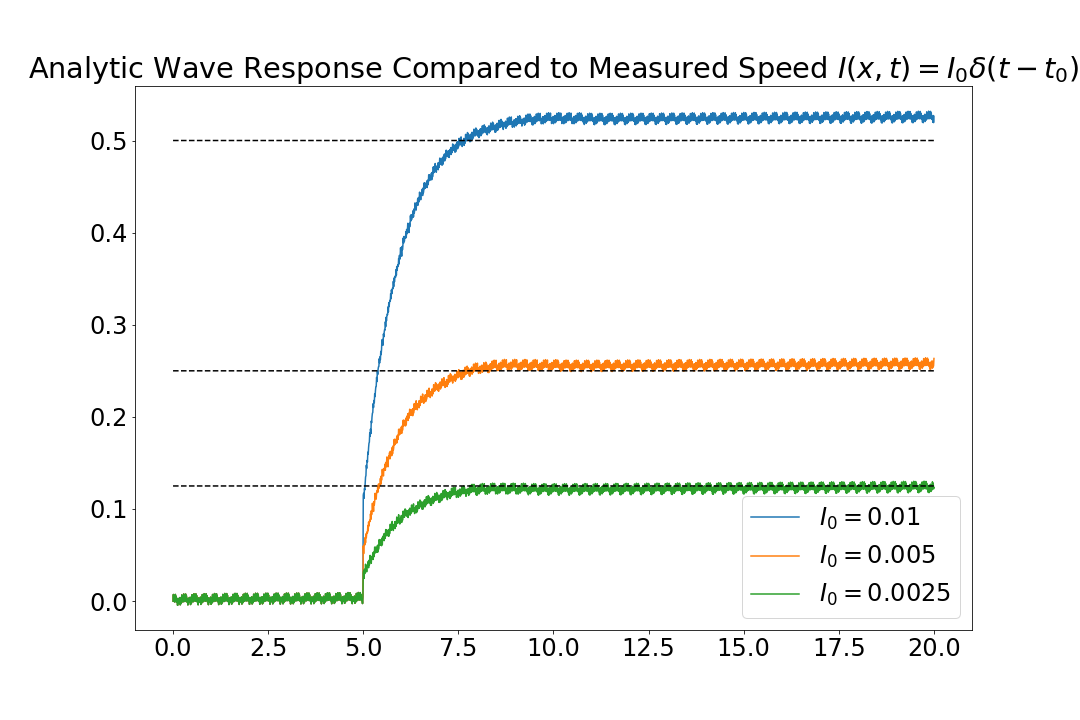 Analytic Wave Response Compared to Measured Speed I(x, t) = I₀δ(t − t₀)
0.5
0.4
0.3
0.2
0.1
0.0
I₀ = 0.01
I₀ = 0.005
I₀ = 0.0025
0.0 2.5 5.0 7.5 10.0 12.5 15.0 17.5 20.0